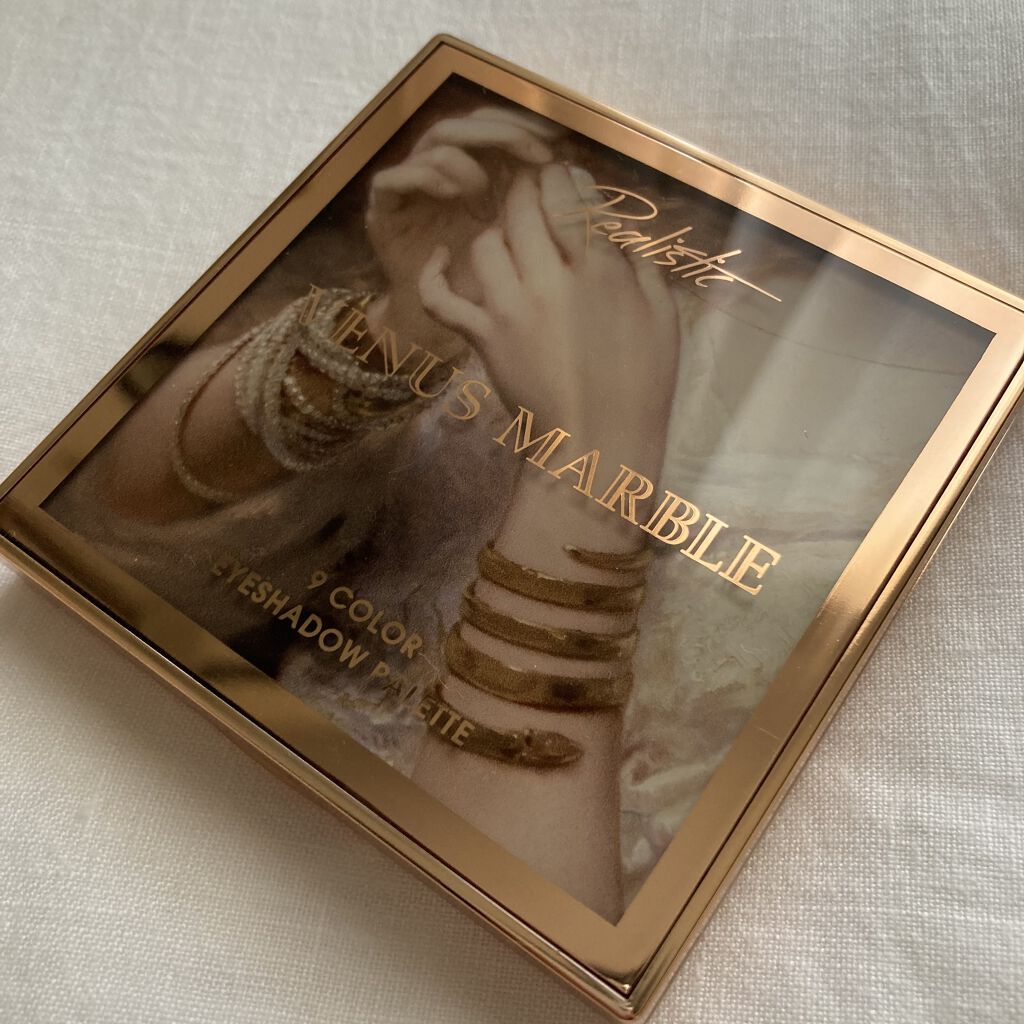 Realistic
VENUS MARBLE
9 COLOR
EYESHADOW PALETTE